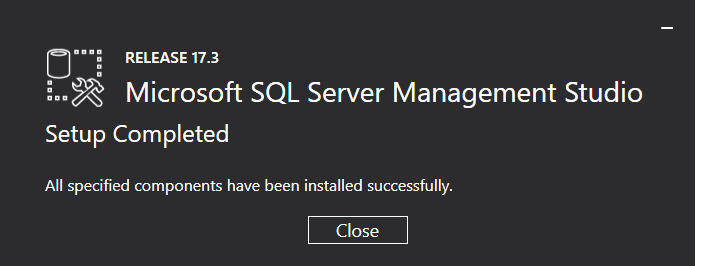 RELEASE 17.3
Microsoft SQL Server Management Studio
Setup Completed
All specified components have been installed successfully.
Close